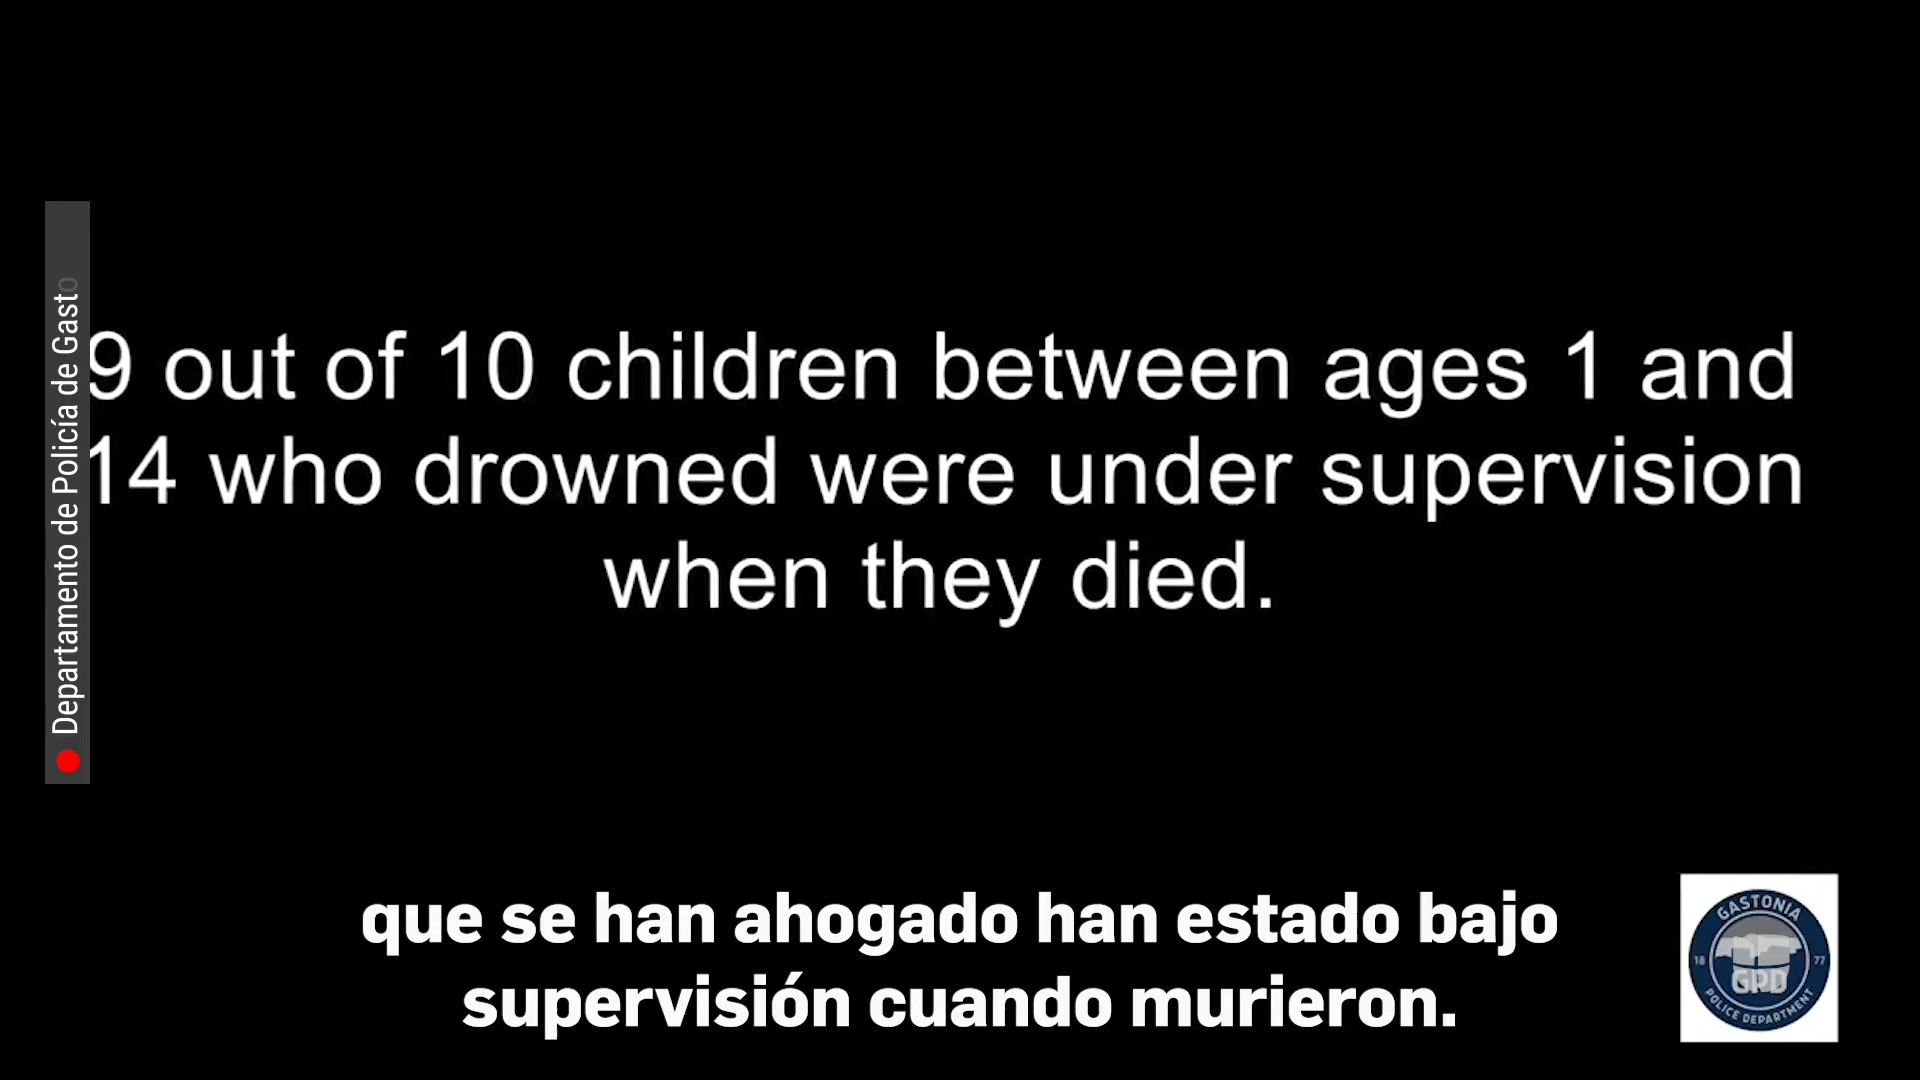 Departamento de Policía de Gasto
9 out of 10 children between ages 1 and
14 who drowned were under supervision
when they died.
que se han ahogado han estado bajo
supervisión cuando murieron.
GASTONIA
18 77
GPD
POLICE DEPARTMENT